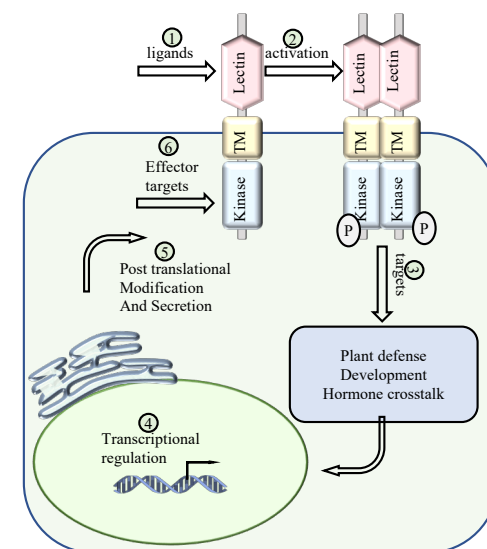 1
ligands
2
activation
Lectin
Lectin
Lectin
TM
TM
TM
6
Effector
targets
Kinase
Kinase
Kinase
P
P
5
Post translational
Modification
And Secretion
3
targets
Plant defense
Development
Hormone crosstalk
4
Transcriptional
regulation